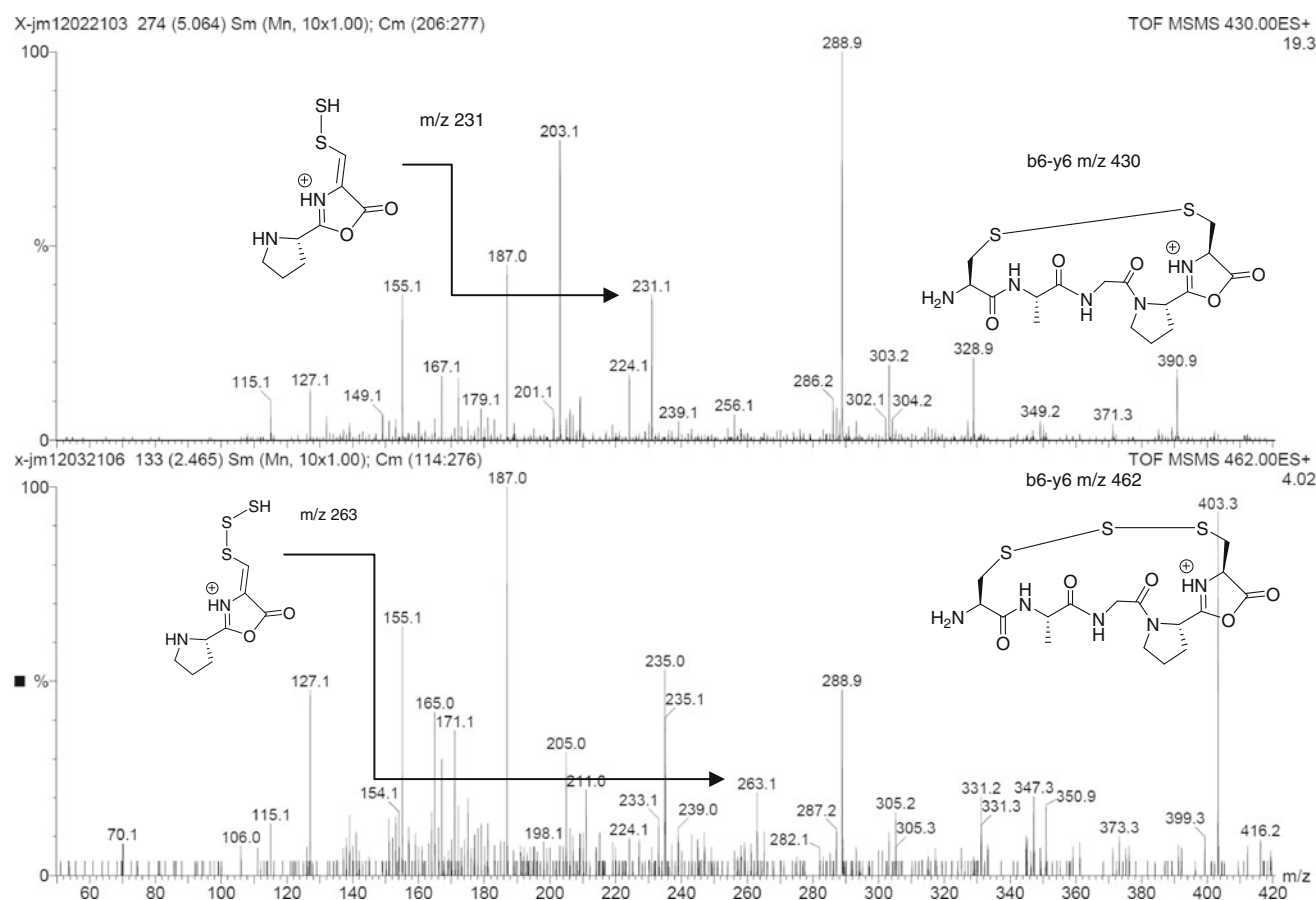 X-jm12022103 274 (5.064) Sm (Mn, 10x1.00); Cm (206:277)
TOF MSMS 430.00ES+
19.3
100
%
0
288.9
203.1
187.0
155.1
231.1
115.1
127.1
149.1
167.1
179.1
201.1
224.1
239.1
256.1
286.2
302.1
303.2
304.2
328.9
349.2
371.3
390.9
m/z 231
SH
S
HN
O
O
HN
b6-y6 m/z 430
S
S
H2N
O
H
N
O
HN
O
N
HN
O
O
x-jm12032106 133 (2.465) Sm (Mn, 10x1.00); Cm (114:276)
TOF MSMS 462.00ES+
4.02
100
%
0
187.0
403.3
155.1
127.1
165.0
171.1
235.0
235.1
288.9
205.0
211.0
263.1
154.1
115.1
70.1
106.0
198.1
224.1
233.1
239.0
282.1
287.2
305.2
305.3
331.2
331.3
347.3
350.9
373.3
399.3
416.2
m/z 263
SH
S
S
HN
O
O
HN
b6-y6 m/z 462
S
S
S
H2N
O
H
N
O
HN
O
N
HN
O
O
60 80 100 120 140 160 180 200 220 240 260 280 300 320 340 360 380 400 420 m/z